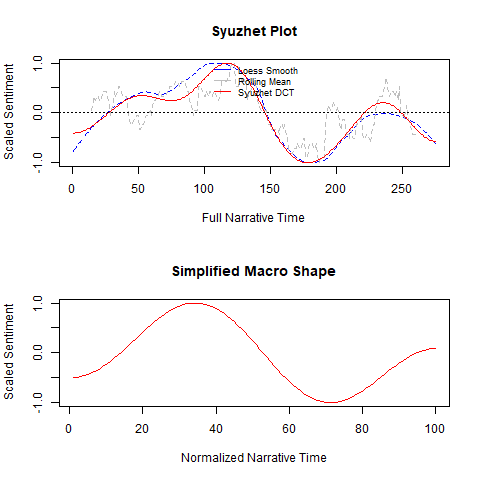 Syuzhet Plot
Scaled Sentiment
1.0
0.0
-1.0
Loess Smooth
Rolling Mean
Syuzhet DCT
0 50 100 150 200 250
Full Narrative Time
Simplified Macro Shape
Scaled Sentiment
1.0
0.0
-1.0
0 20 40 60 80 100
Normalized Narrative Time